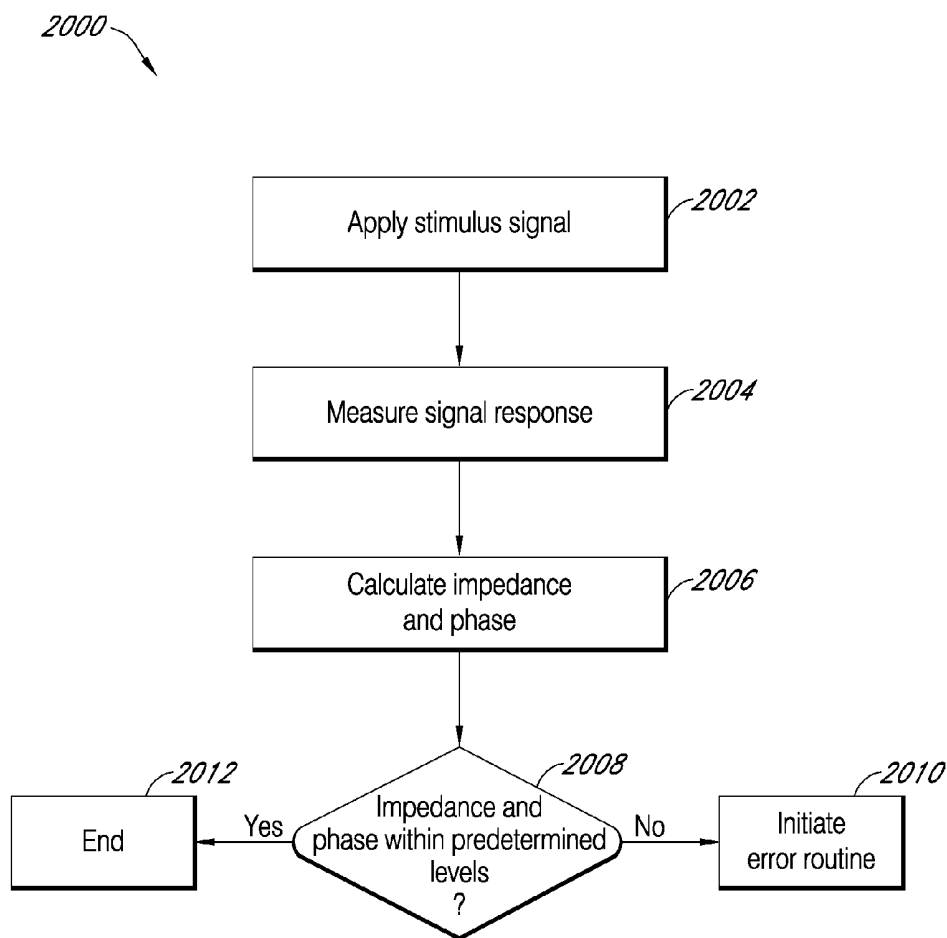 2000
Apply stimulus signal
2002
Measure signal response
2004
Calculate impedance
and phase
2006
2008
Impedance and
phase within predetermined
levels
?
Yes
No
2012
End
2010
Initiate
error routine